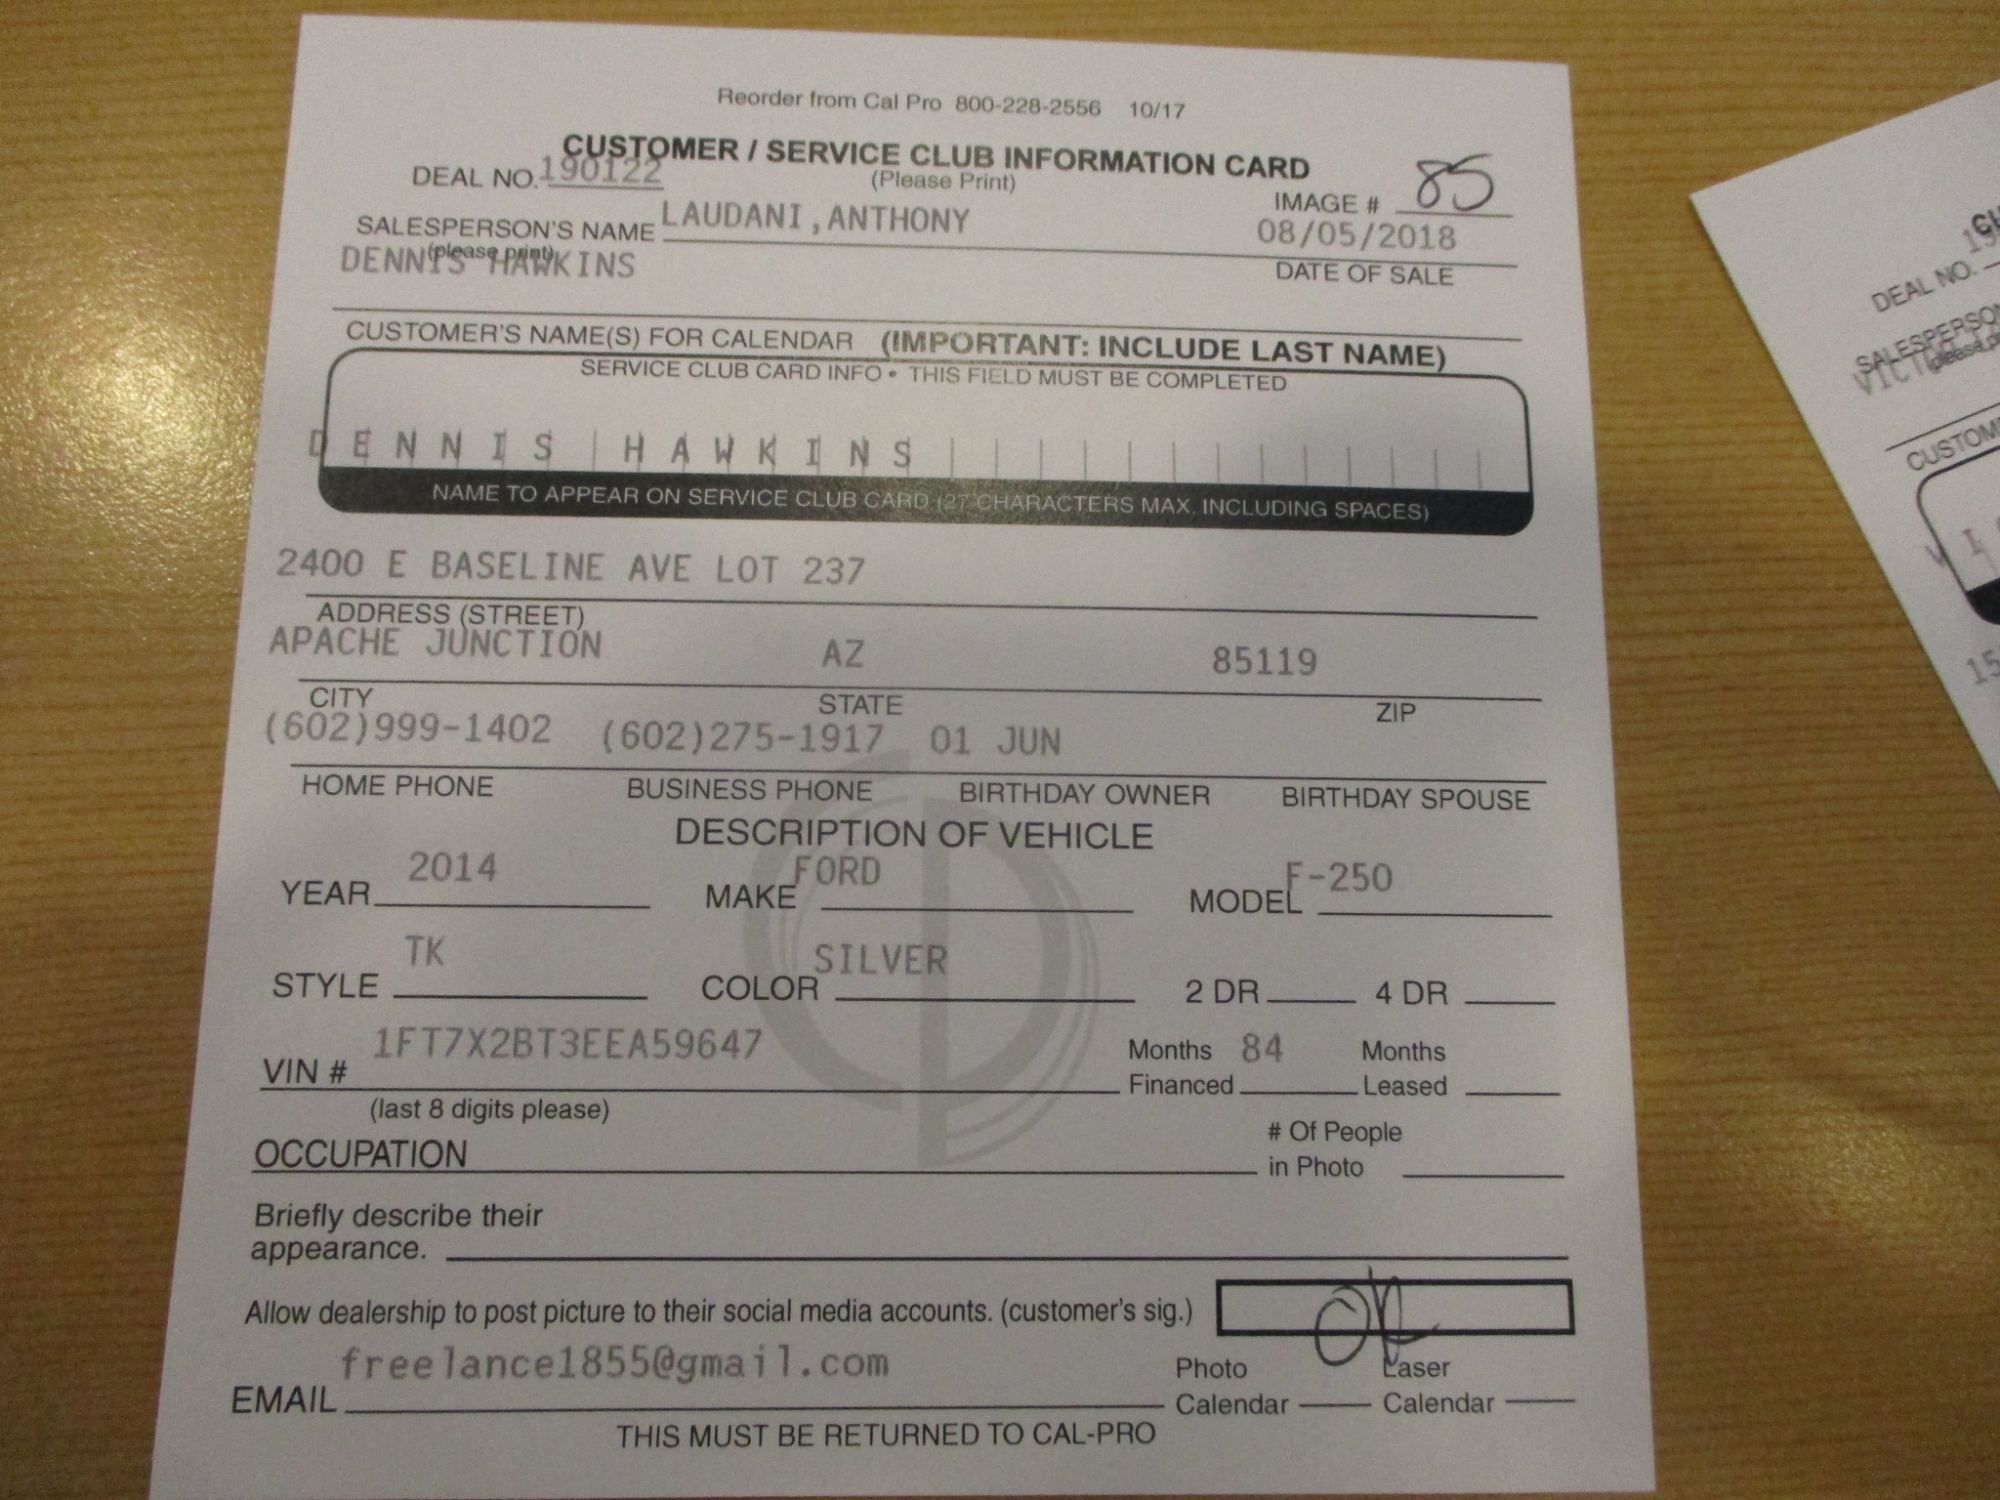 Reorder from Cal Pro 800-228-2556 10/17
CUSTOMER / SERVICE CLUB INFORMATION CARD
(Please Print)
DEAL NO. 190122
IMAGE # 85
SALESPERSON'S NAME LAUDANI,ANTHONY
(please print)
08/05/2018
DATE OF SALE
DENNIS HAWKINS
CUSTOMER'S NAME(S) FOR CALENDAR (IMPORTANT: INCLUDE LAST NAME)
SERVICE CLUB CARD INFO • THIS FIELD MUST BE COMPLETED
DENNIS HAWKINS
NAME TO APPEAR ON SERVICE CLUB CARD (27 CHARACTERS MAX. INCLUDING SPACES)
2400 E BASELINE AVE LOT 237
ADDRESS (STREET)
APACHE JUNCTION AZ 85119
CITY STATE ZIP
(602)999-1402 (602)275-1917 01 JUN
HOME PHONE BUSINESS PHONE BIRTHDAY OWNER BIRTHDAY SPOUSE
DESCRIPTION OF VEHICLE
YEAR 2014 MAKE FORD MODEL F-250
STYLE TK COLOR SILVER 2 DR 4 DR
VIN # 1FT7X2BT3EEA59647
(last 8 digits please)
Months Financed 84 Months Leased
OCCUPATION
# Of People in Photo
Briefly describe their
appearance.
Allow dealership to post picture to their social media accounts. (customer's sig.)
EMAIL freelance1855@gmail.com
Photo Calendar Laser Calendar
THIS MUST BE RETURNED TO CAL-PRO
DEAL NO.